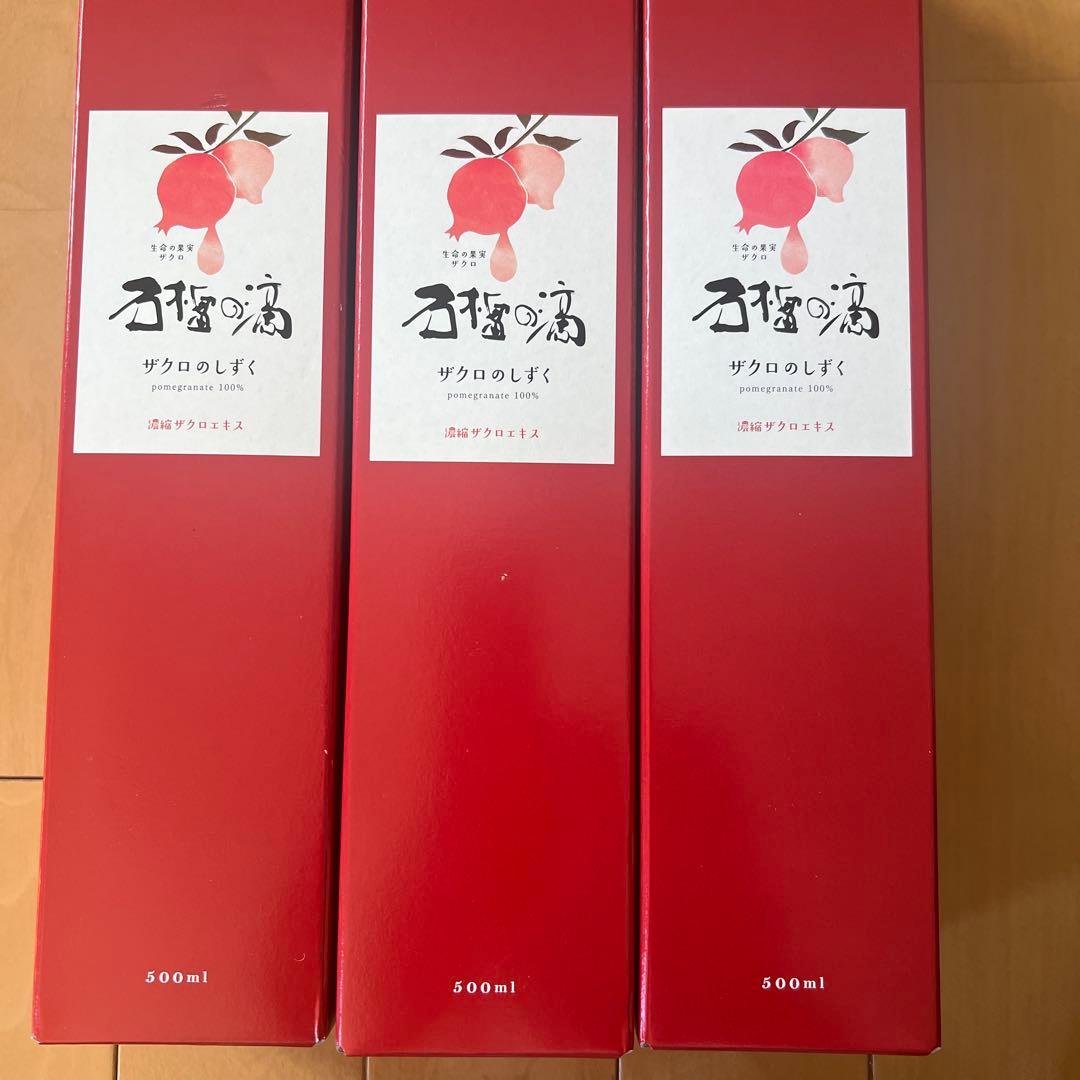 生命の果実
ザクロ
石榴の滴
ザクロのしずく
pomegranate 100%
濃縮ザクロエキス
500ml
生命の果実
ザクロ
石榴の滴
ザクロのしずく
pomegranate 100%
濃縮ザクロエキス
500ml
生命の果実
ザクロ
石榴の滴
ザクロのしずく
pomegranate 100%
濃縮ザクロエキス
500ml